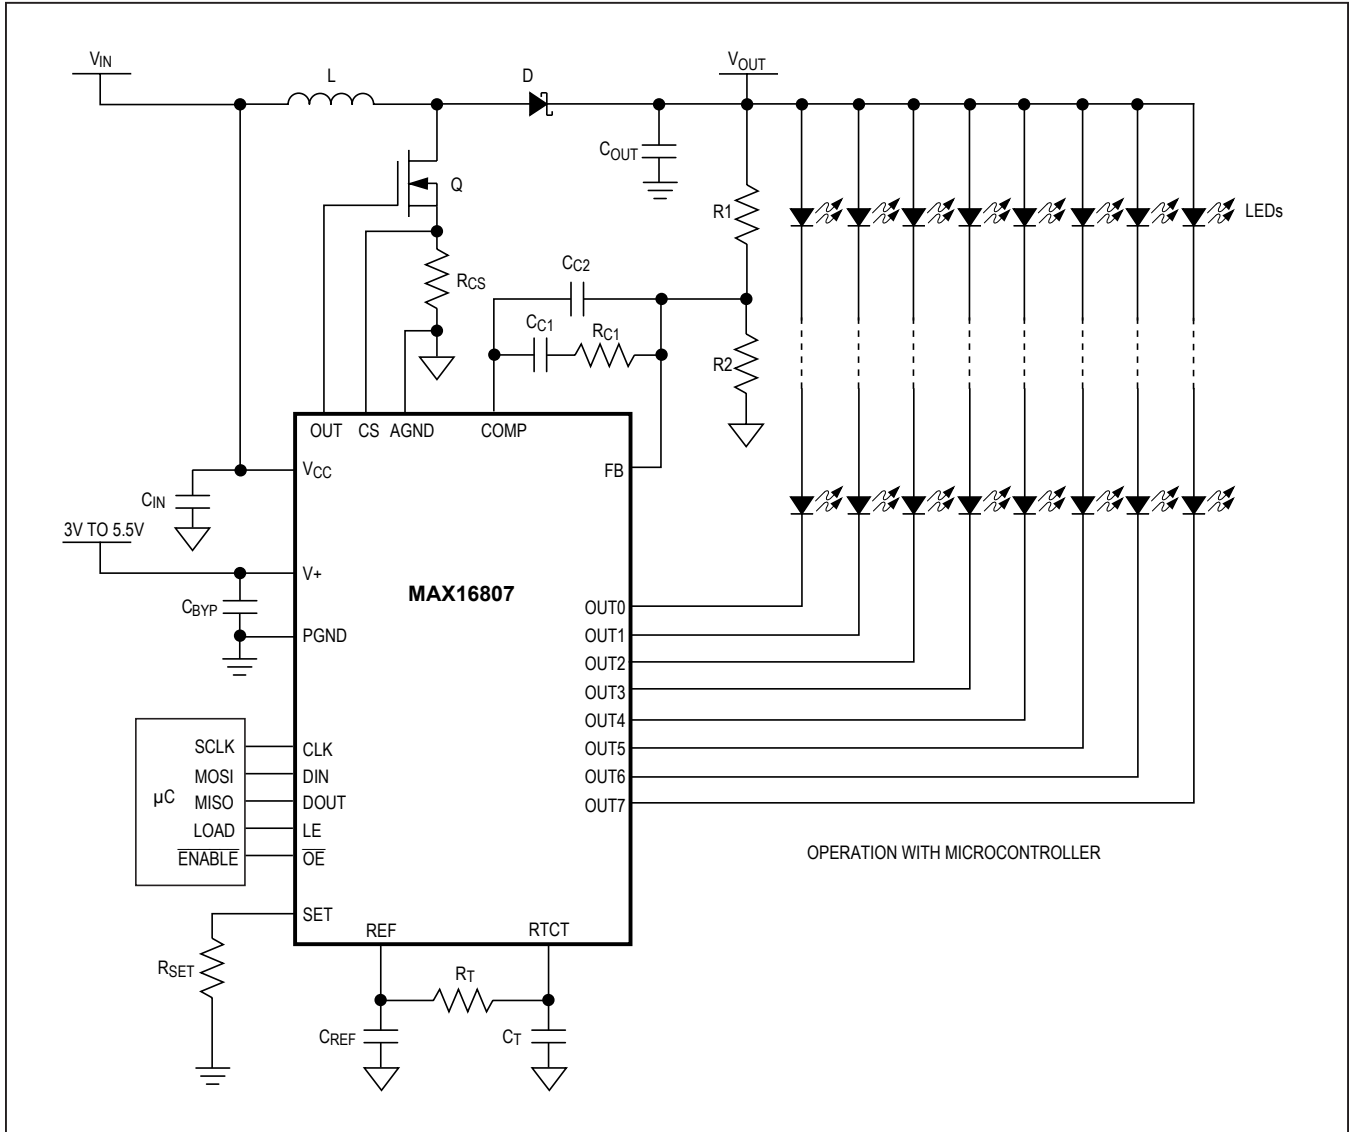 VIN
L
D
VOUT
COUT
Q
R1
LEDs
RCS
CC2
CC1
RC1
R2
OUT
CS
AGND
COMP
VCC
FB
CIN
3V TO 5.5V
V+
MAX16807
CBYP
PGND
OUT0
OUT1
OUT2
OUT3
OUT4
OUT5
OUT6
OUT7
µC
SCLK
CLK
MOSI
DIN
MISO
DOUT
LOAD
LE
ENABLE
OE
OPERATION WITH MICROCONTROLLER
SET
REF
RTCT
RSET
RT
CREF
CT